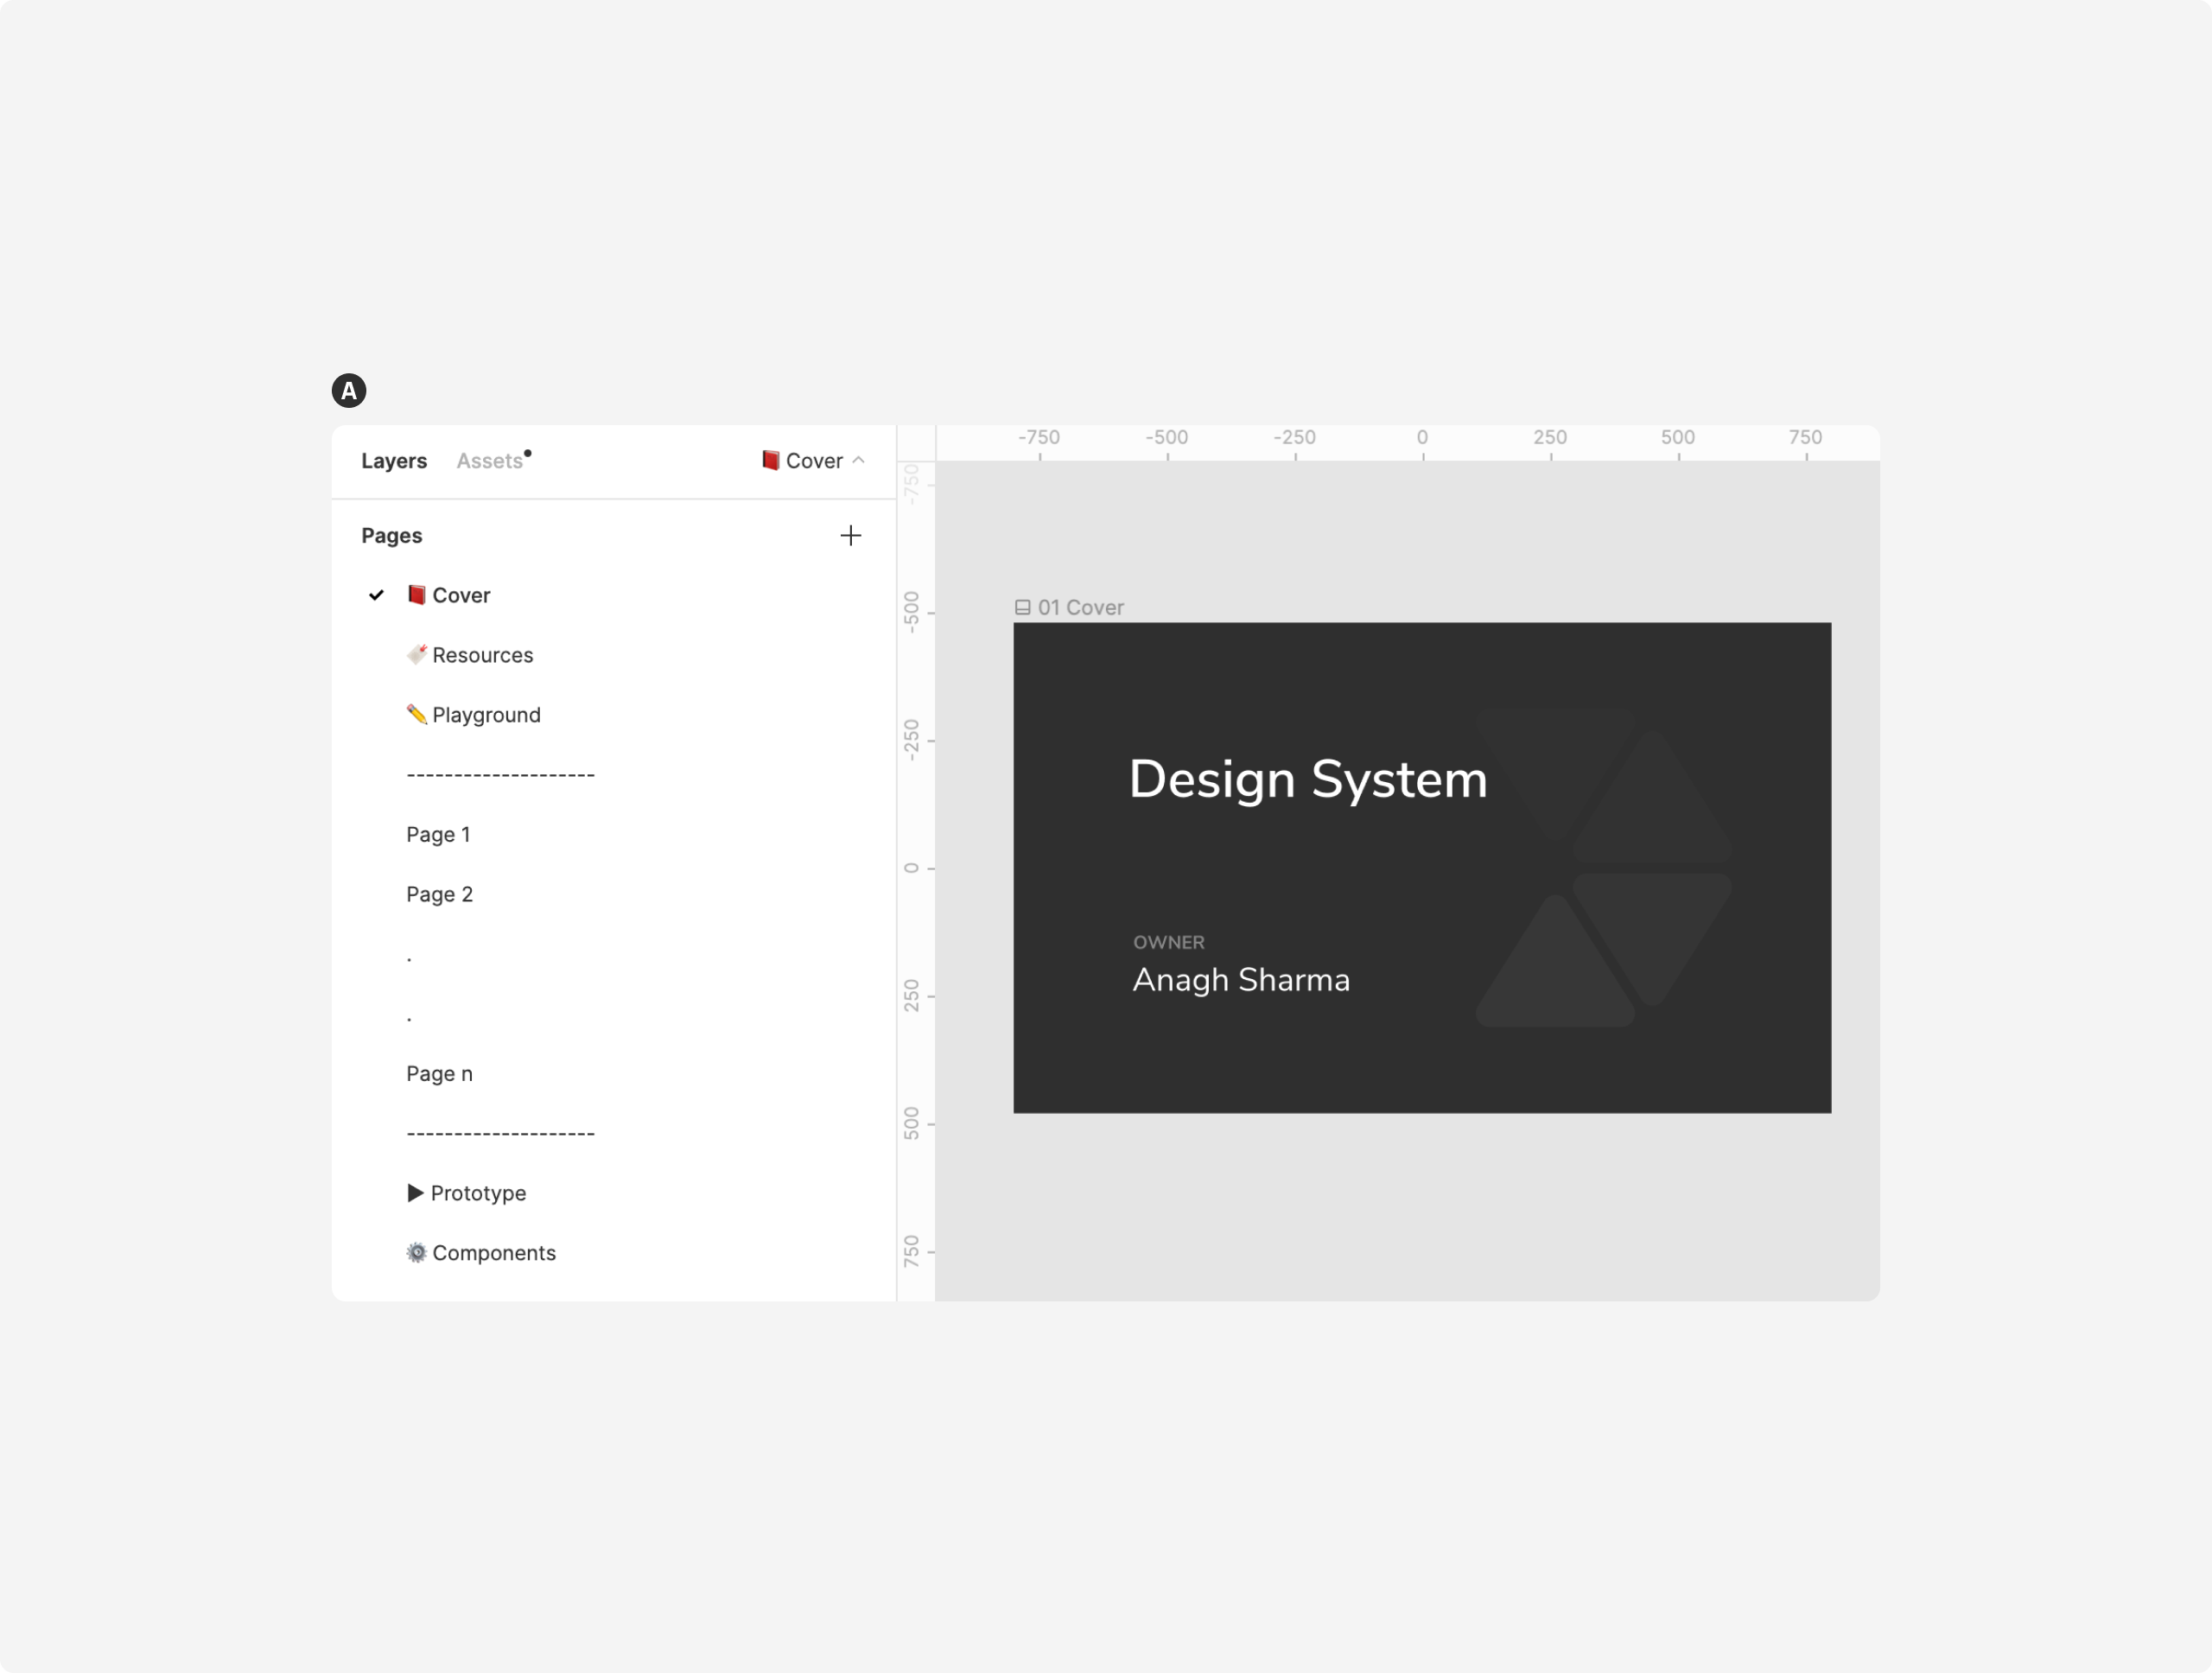 A
Layers Assets Cover
Pages
Cover
Resources
Playground
--------------------
Page 1
Page 2
.
.
Page n
--------------------
Prototype
Components
-750 -500 -250 0 250 500 750
-750
-500
-250
0
250
500
750
01 Cover
Design System
OWNER
Anagh Sharma